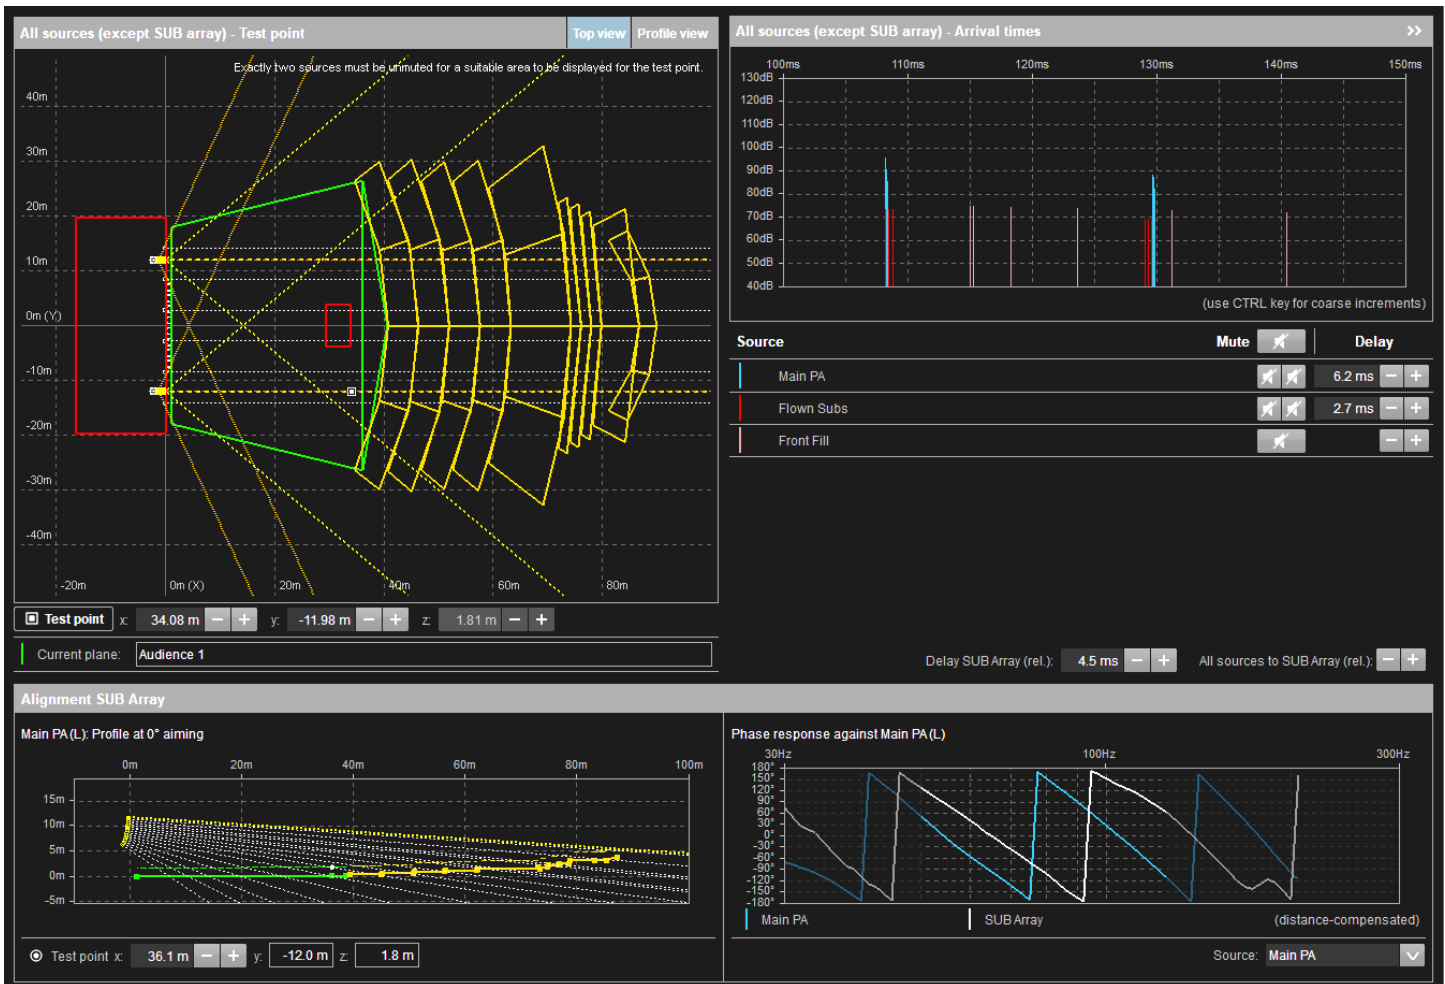 All sources (except SUB array) - Test point
Top view
Profile view
Exactly two sources must be unmuted for a suitable area to be displayed for the test point.
40m
30m
20m
10m
0m (Y)
-10m
-20m
-30m
-40m
-20m
0m (X)
20m
40m
60m
80m
Test point x: 34.08 m − + y: -11.98 m − + z: 1.81 m − +
Current plane: Audience 1
All sources (except SUB array) - Arrival times
>>
100ms 110ms 120ms 130ms 140ms 150ms
130dB
120dB
110dB
100dB
90dB
80dB
70dB
60dB
50dB
40dB
(use CTRL key for coarse increments)
Source Mute Delay
Main PA 6.2 ms − +
Flown Subs 2.7 ms − +
Front Fill − +
Delay SUB Array (rel.): 4.5 ms − + All sources to SUB Array (rel.): − +
Alignment SUB Array
Main PA (L): Profile at 0° aiming
0m 20m 40m 60m 80m 100m
15m
10m
5m
0m
-5m
Test point x: 36.1 m − + y: -12.0 m z: 1.8 m
Phase response against Main PA (L)
30Hz 100Hz 300Hz
180°
150°
120°
90°
60°
30°
0°
-30°
-60°
-90°
-120°
-150°
-180°
Main PA SUB Array (distance-compensated)
Source: Main PA